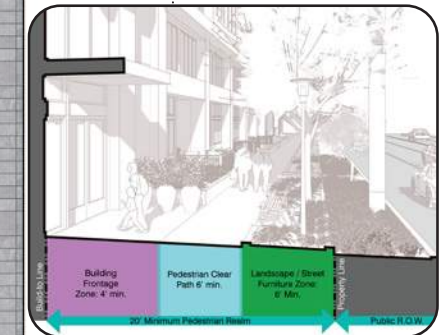 Build-to Line
Building
Frontage
Zone: 4' min.
Pedestrian Clear
Path 6' min.
Landscape / Street
Furniture Zone:
6' Min.
Property Line
20' Minimum Pedestrian Realm
Public R.O.W.